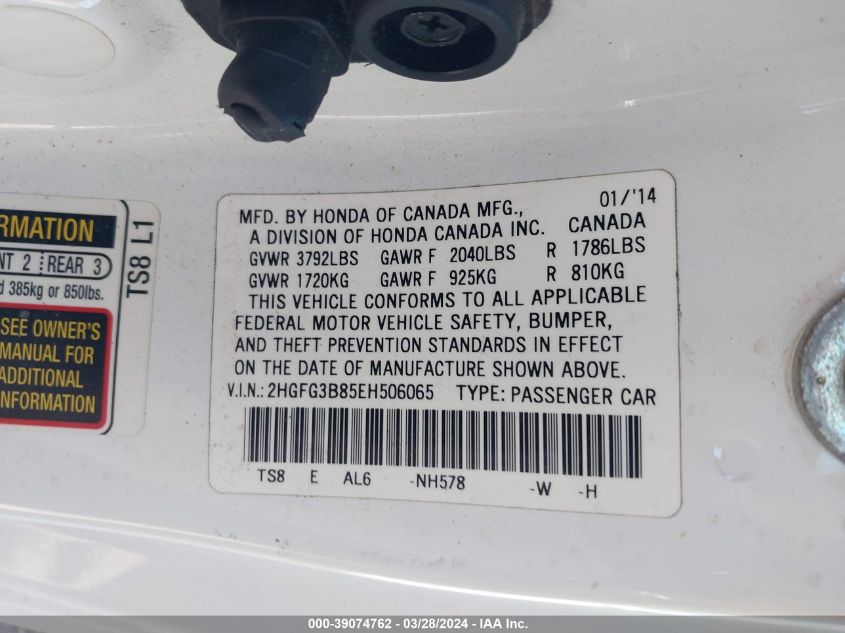 RMATION
NT 2 REAR 3
d 385kg or 850lbs.
SEE OWNER'S
MANUAL FOR
ADDITIONAL
INFORMATION
TS8 L1
01/'14
MFD. BY HONDA OF CANADA MFG.,
A DIVISION OF HONDA CANADA INC. CANADA
GVWR 3792LBS GAWR F 2040LBS R 1786LBS
GVWR 1720KG GAWR F 925KG R 810KG
THIS VEHICLE CONFORMS TO ALL APPLICABLE
FEDERAL MOTOR VEHICLE SAFETY, BUMPER,
AND THEFT PREVENTION STANDARDS IN EFFECT
ON THE DATE OF MANUFACTURE SHOWN ABOVE.
V.I.N.: 2HGFG3B85EH506065 TYPE: PASSENGER CAR
TS8 E AL6 -NH578 -W -H
000-39074762 - 03/28/2024 - IAA Inc.